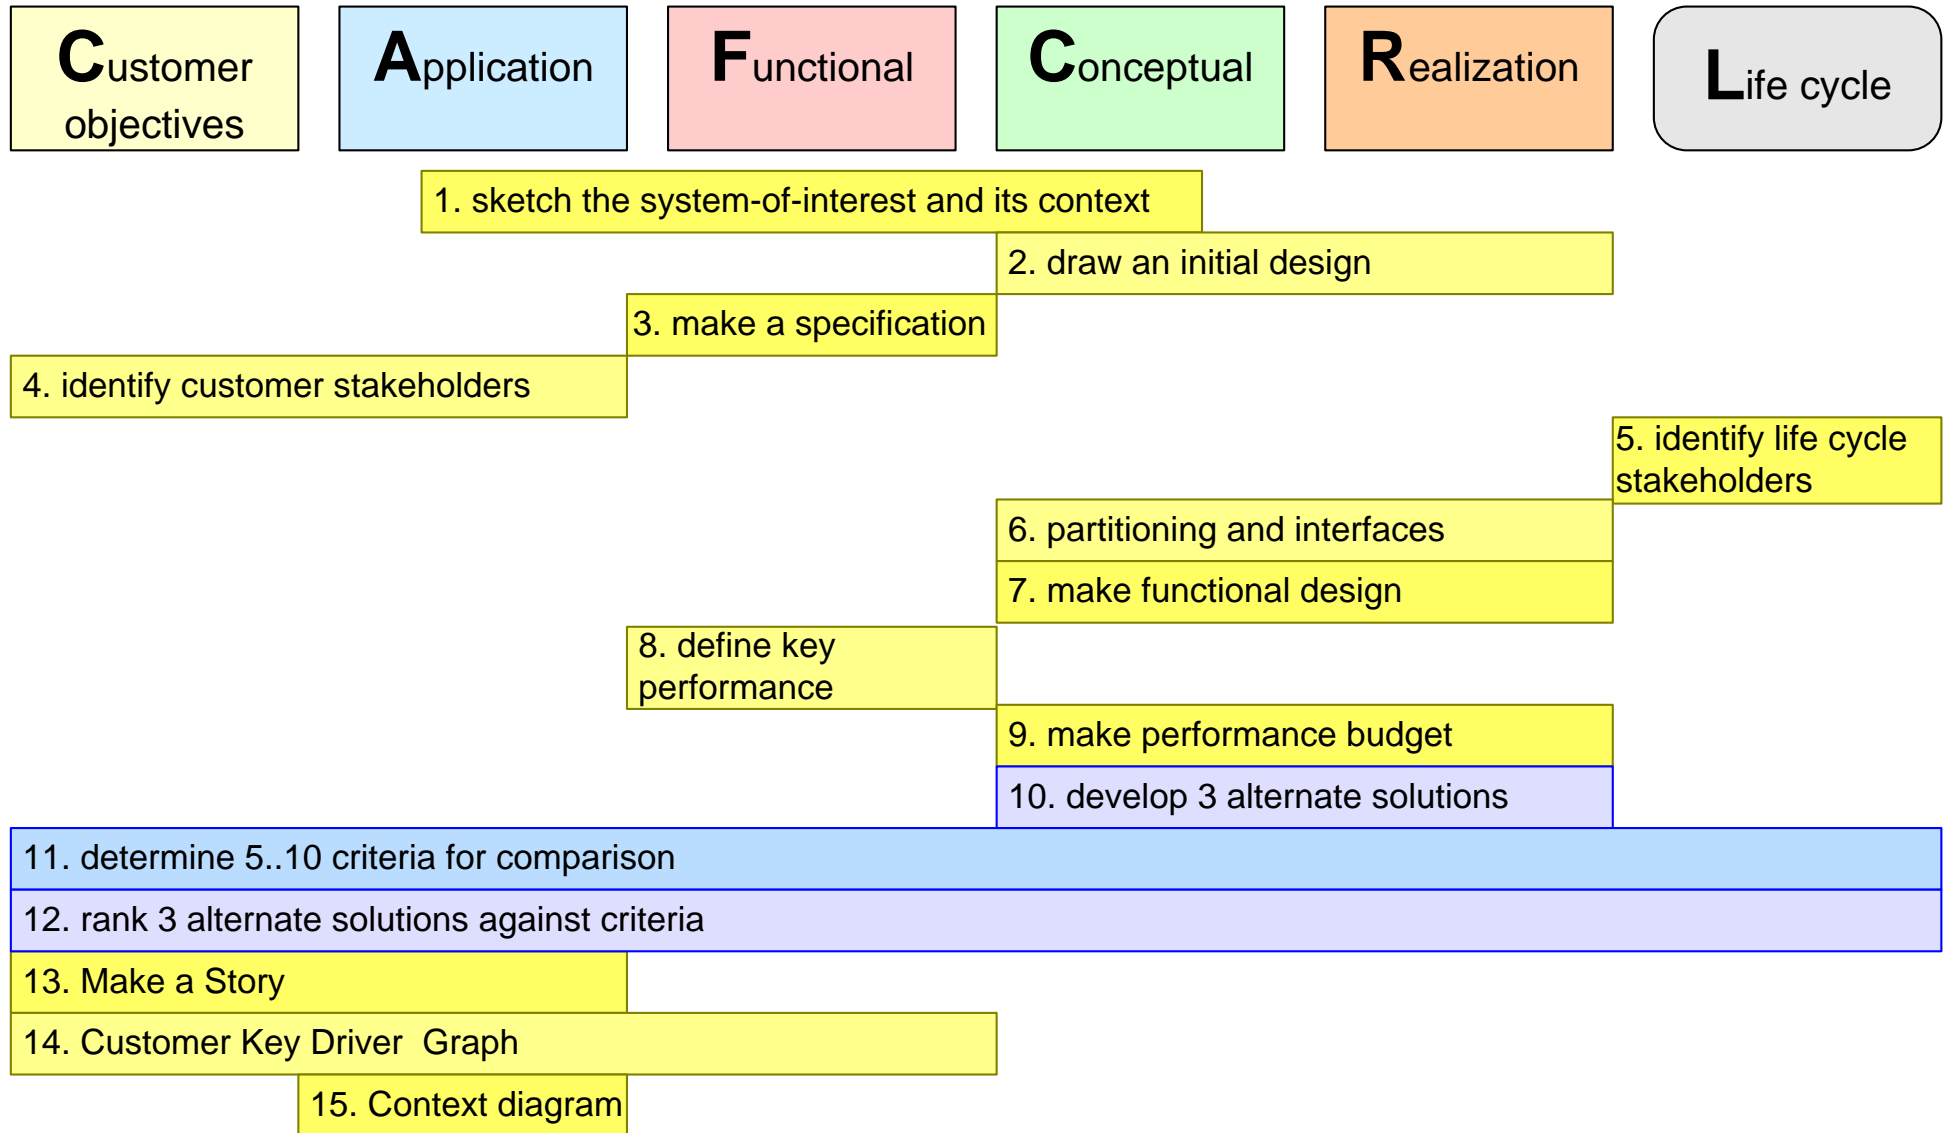 Customer
objectives
Application
Functional
Conceptual
Realization
Life cycle
1. sketch the system-of-interest and its context
2. draw an initial design
3. make a specification
4. identify customer stakeholders
5. identify life cycle
stakeholders
6. partitioning and interfaces
7. make functional design
8. define key
performance
9. make performance budget
10. develop 3 alternate solutions
11. determine 5..10 criteria for comparison
12. rank 3 alternate solutions against criteria
13. Make a Story
14. Customer Key Driver  Graph
15. Context diagram